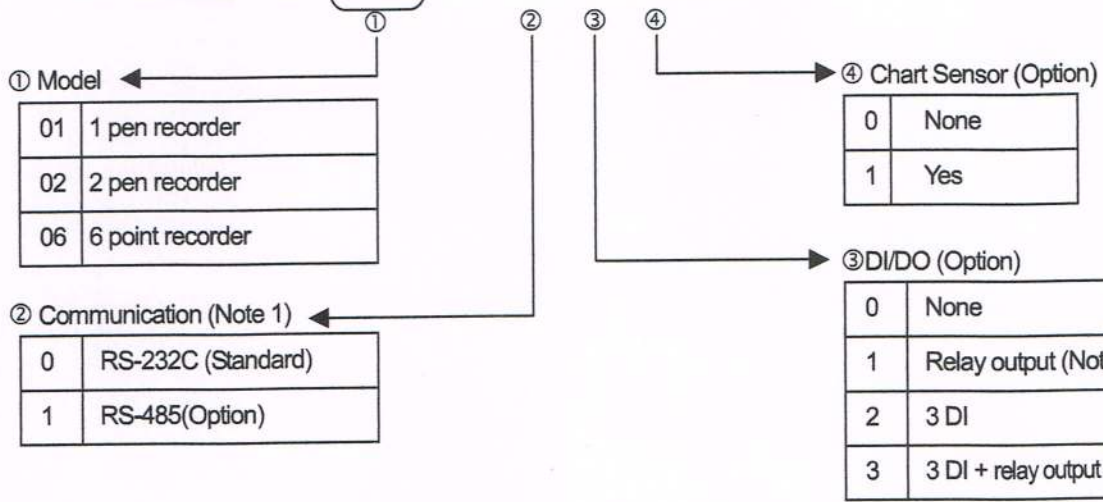 ① ② ③ ④
① Model
01 1 pen recorder
02 2 pen recorder
06 6 point recorder
② Communication (Note 1)
0 RS-232C (Standard)
1 RS-485(Option)
④ Chart Sensor (Option)
0 None
1 Yes
③DI/DO (Option)
0 None
1 Relay output (Not
2 3 DI
3 3 DI + relay output